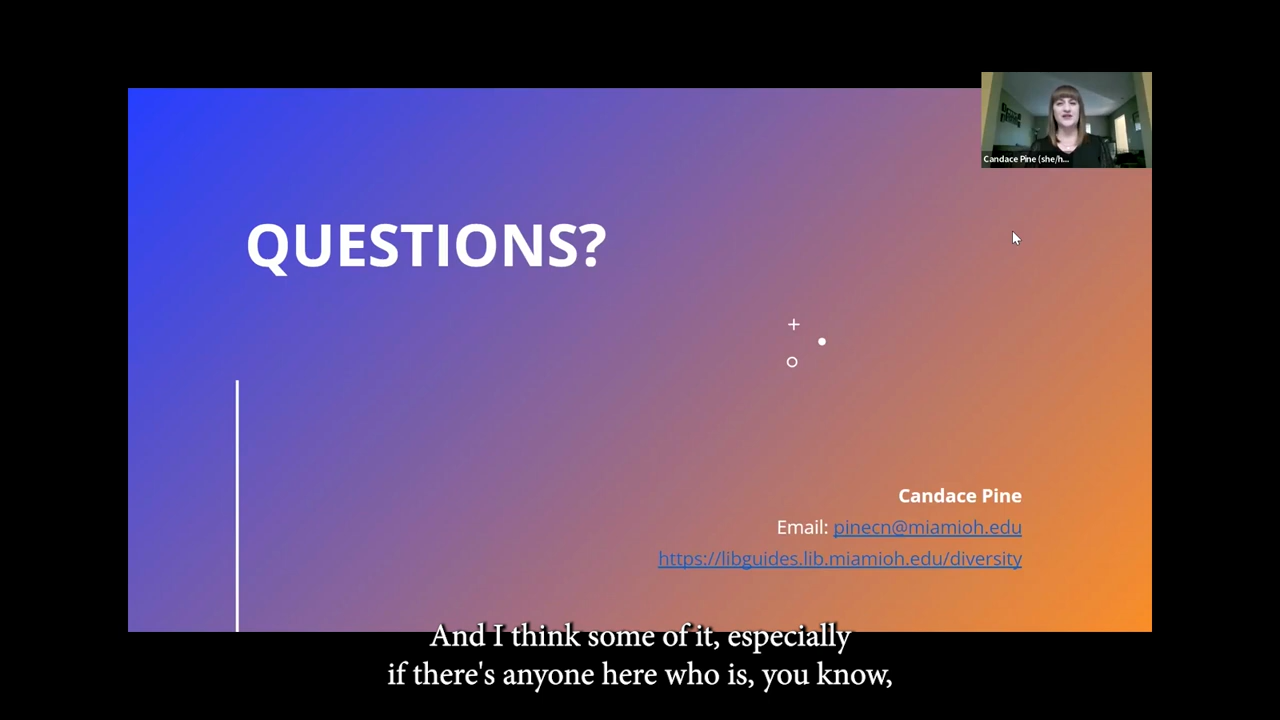 Candace Pine (she/h...
QUESTIONS?
Candace Pine
Email: pinecn@miamioh.edu
https://libguides.lib.miamioh.edu/diversity
And I think some of it, especially
if there's anyone here who is, you know,